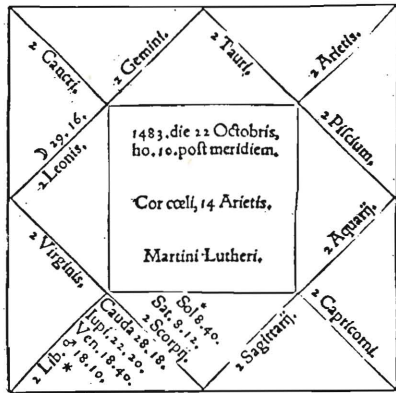 2 Gemini.
2 Tauri.
2 Arietis.
2 Cancri.
☽ 29. 16.
2 Leonis.
2 Piscium.
1483. die 22 Octobris.
ho. 10. post meridiem.
Cor cœli, 14 Arietis.
Martini Lutheri.
2 Virginis.
2 Aquarij.
2 Capricorni.
2 Sagittarij.
Sol * 8. 40.
Sat. 8. 12.
2 Scorpij.
Cauda 28. 18.
Iupi. 22. 20.
Ven. 18. 40.
2 Lib. ♂ 18. 10.
*